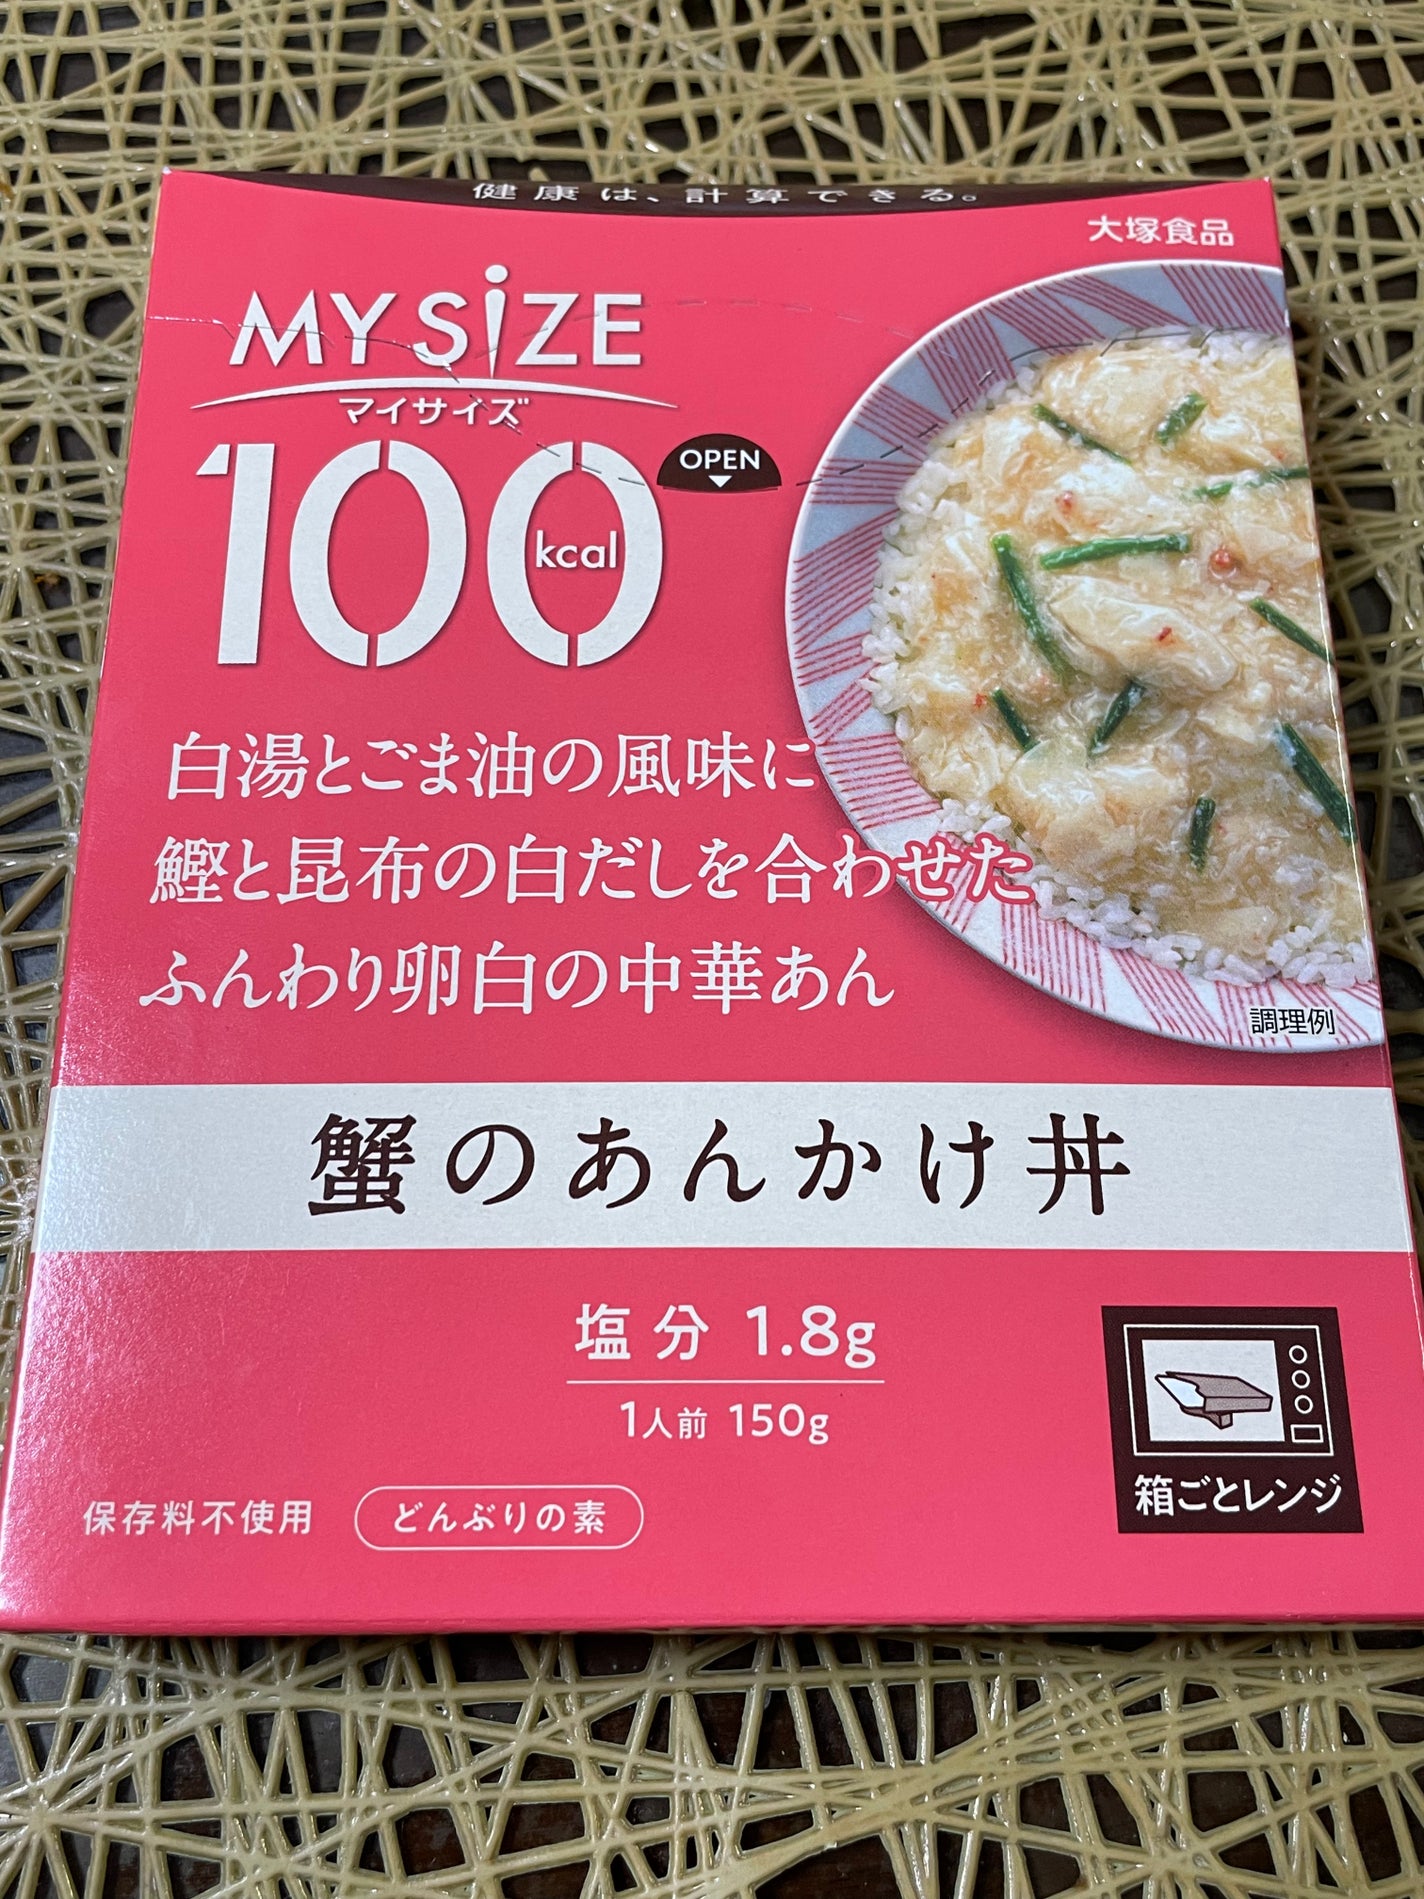 健康は、計算できる。
大塚食品
MY SiZE
マイサイズ
100kcal
OPEN
白湯とごま油の風味に
鰹と昆布の白だしを合わせた
ふんわり卵白の中華あん
調理例
蟹のあんかけ丼
塩分 1.8g
1人前 150g
保存料不使用
どんぶりの素
箱ごとレンジ